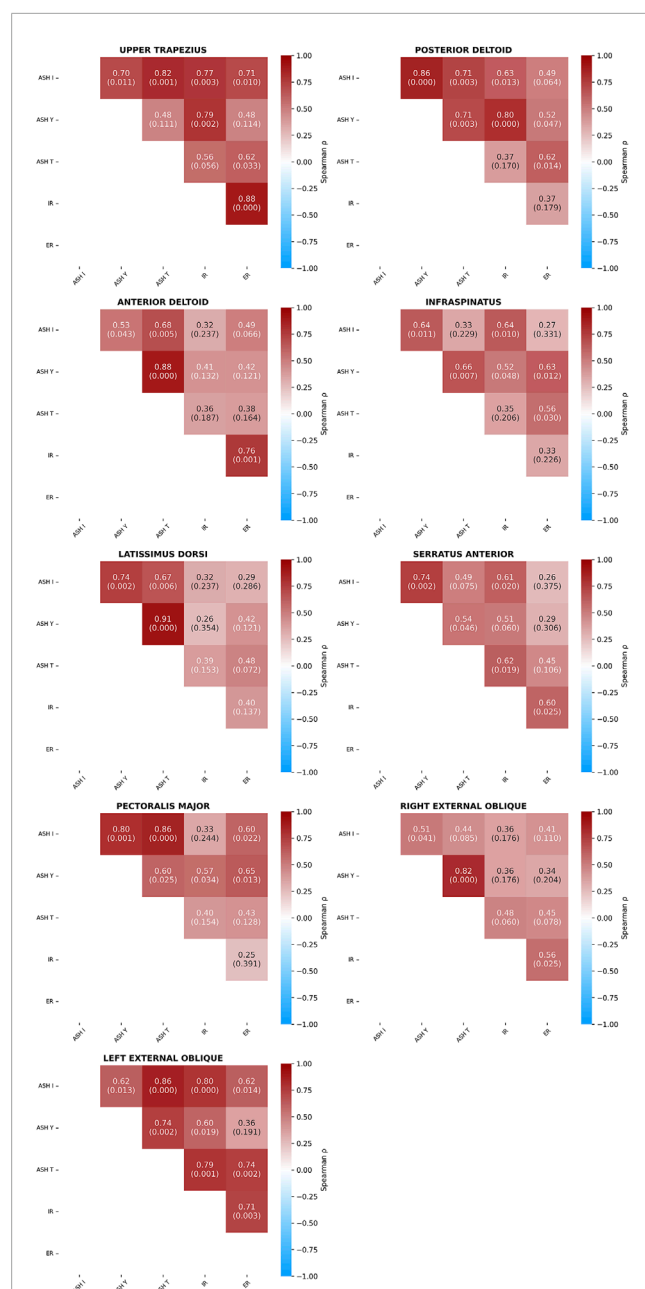 UPPER TRAPEZIUS
ASH I
0.70 0.82 0.77 0.71
(0.011) (0.001) (0.003) (0.010)
ASH Y
0.48 0.79 0.48
(0.111) (0.002) (0.114)
ASH T
0.56 0.62
(0.056) (0.033)
IR
0.88
(0.000)
ER
ASH I ASH Y ASH T IR ER
1.00
0.75
0.50
0.25
0.00
−0.25
−0.50
−0.75
−1.00
Spearman ρ
POSTERIOR DELTOID
ASH I
0.86 0.71 0.63 0.49
(0.000) (0.003) (0.013) (0.064)
ASH Y
0.71 0.80 0.52
(0.003) (0.000) (0.047)
ASH T
0.37 0.62
(0.170) (0.014)
IR
0.37
(0.179)
ER
ASH I ASH Y ASH T IR ER
1.00
0.75
0.50
0.25
0.00
−0.25
−0.50
−0.75
−1.00
Spearman ρ
ANTERIOR DELTOID
ASH I
0.53 0.68 0.32 0.49
(0.043) (0.005) (0.237) (0.066)
ASH Y
0.88 0.41 0.42
(0.000) (0.132) (0.121)
ASH T
0.36 0.38
(0.187) (0.164)
IR
0.76
(0.001)
ER
ASH I ASH Y ASH T IR ER
1.00
0.75
0.50
0.25
0.00
−0.25
−0.50
−0.75
−1.00
Spearman ρ
INFRASPINATUS
ASH I
0.64 0.33 0.64 0.27
(0.011) (0.229) (0.010) (0.331)
ASH Y
0.66 0.52 0.63
(0.007) (0.048) (0.012)
ASH T
0.35 0.56
(0.206) (0.030)
IR
0.33
(0.226)
ER
ASH I ASH Y ASH T IR ER
1.00
0.75
0.50
0.25
0.00
−0.25
−0.50
−0.75
−1.00
Spearman ρ
LATISSIMUS DORSI
ASH I
0.74 0.67 0.32 0.29
(0.002) (0.006) (0.237) (0.286)
ASH Y
0.91 0.26 0.42
(0.000) (0.354) (0.121)
ASH T
0.39 0.48
(0.153) (0.072)
IR
0.40
(0.137)
ER
ASH I ASH Y ASH T IR ER
1.00
0.75
0.50
0.25
0.00
−0.25
−0.50
−0.75
−1.00
Spearman ρ
SERRATUS ANTERIOR
ASH I
0.74 0.49 0.61 0.26
(0.002) (0.075) (0.020) (0.375)
ASH Y
0.54 0.51 0.29
(0.046) (0.060) (0.306)
ASH T
0.62 0.45
(0.019) (0.106)
IR
0.60
(0.025)
ER
ASH I ASH Y ASH T IR ER
1.00
0.75
0.50
0.25
0.00
−0.25
−0.50
−0.75
−1.00
Spearman ρ
PECTORALIS MAJOR
ASH I
0.80 0.86 0.33 0.60
(0.001) (0.000) (0.244) (0.022)
ASH Y
0.60 0.57 0.65
(0.025) (0.034) (0.013)
ASH T
0.40 0.43
(0.154) (0.128)
IR
0.25
(0.391)
ER
ASH I ASH Y ASH T IR ER
1.00
0.75
0.50
0.25
0.00
−0.25
−0.50
−0.75
−1.00
Spearman ρ
RIGHT EXTERNAL OBLIQUE
ASH I
0.51 0.44 0.36 0.41
(0.041) (0.085) (0.176) (0.110)
ASH Y
0.82 0.36 0.34
(0.000) (0.176) (0.204)
ASH T
0.48 0.45
(0.060) (0.078)
IR
0.56
(0.025)
ER
ASH I ASH Y ASH T IR ER
1.00
0.75
0.50
0.25
0.00
−0.25
−0.50
−0.75
−1.00
Spearman ρ
LEFT EXTERNAL OBLIQUE
ASH I
0.62 0.86 0.80 0.62
(0.013) (0.000) (0.000) (0.014)
ASH Y
0.74 0.60 0.36
(0.002) (0.019) (0.191)
ASH T
0.79 0.74
(0.001) (0.002)
IR
0.71
(0.003)
ER
ASH I ASH Y ASH T IR ER
1.00
0.75
0.50
0.25
0.00
−0.25
−0.50
−0.75
−1.00
Spearman ρ